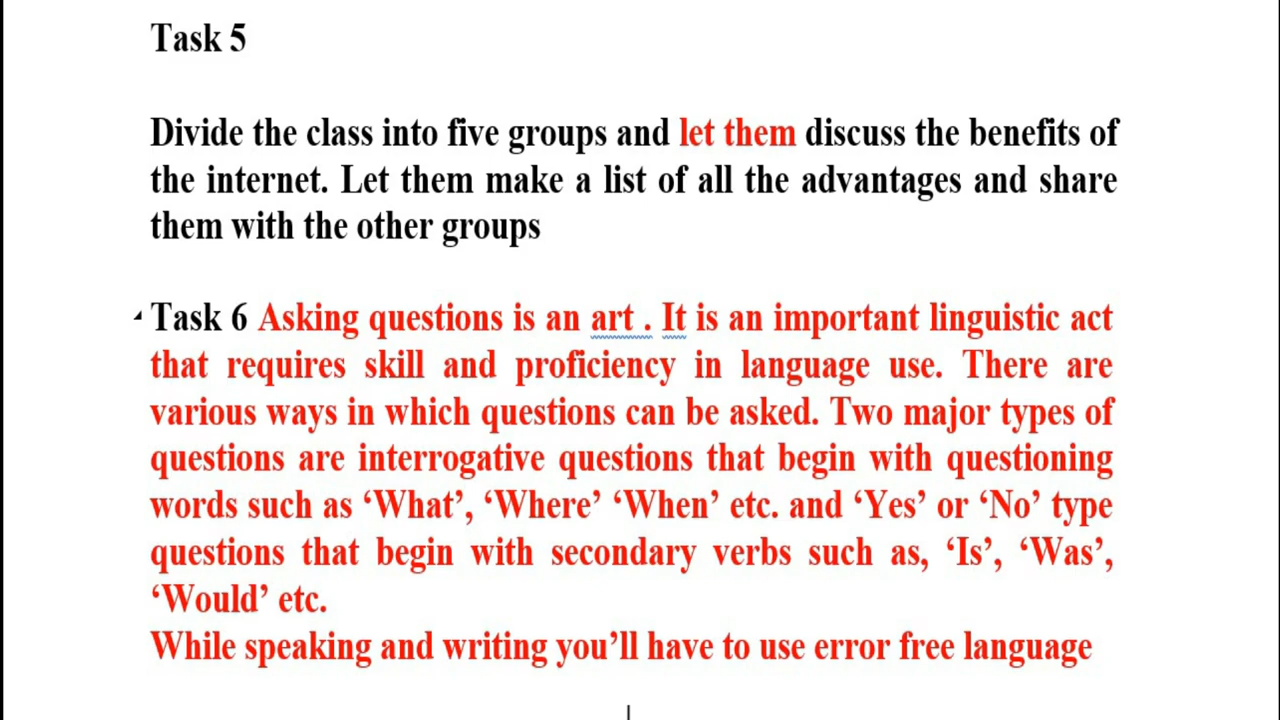 Task 5
Divide the class into five groups and let them discuss the benefits of
the internet. Let them make a list of all the advantages and share
them with the other groups
Task 6 Asking questions is an art . It is an important linguistic act
that requires skill and proficiency in language use. There are
various ways in which questions can be asked. Two major types of
questions are interrogative questions that begin with questioning
words such as ‘What’, ‘Where’ ‘When’ etc. and ‘Yes’ or ‘No’ type
questions that begin with secondary verbs such as, ‘Is’, ‘Was’,
‘Would’ etc.
While speaking and writing you’ll have to use error free language